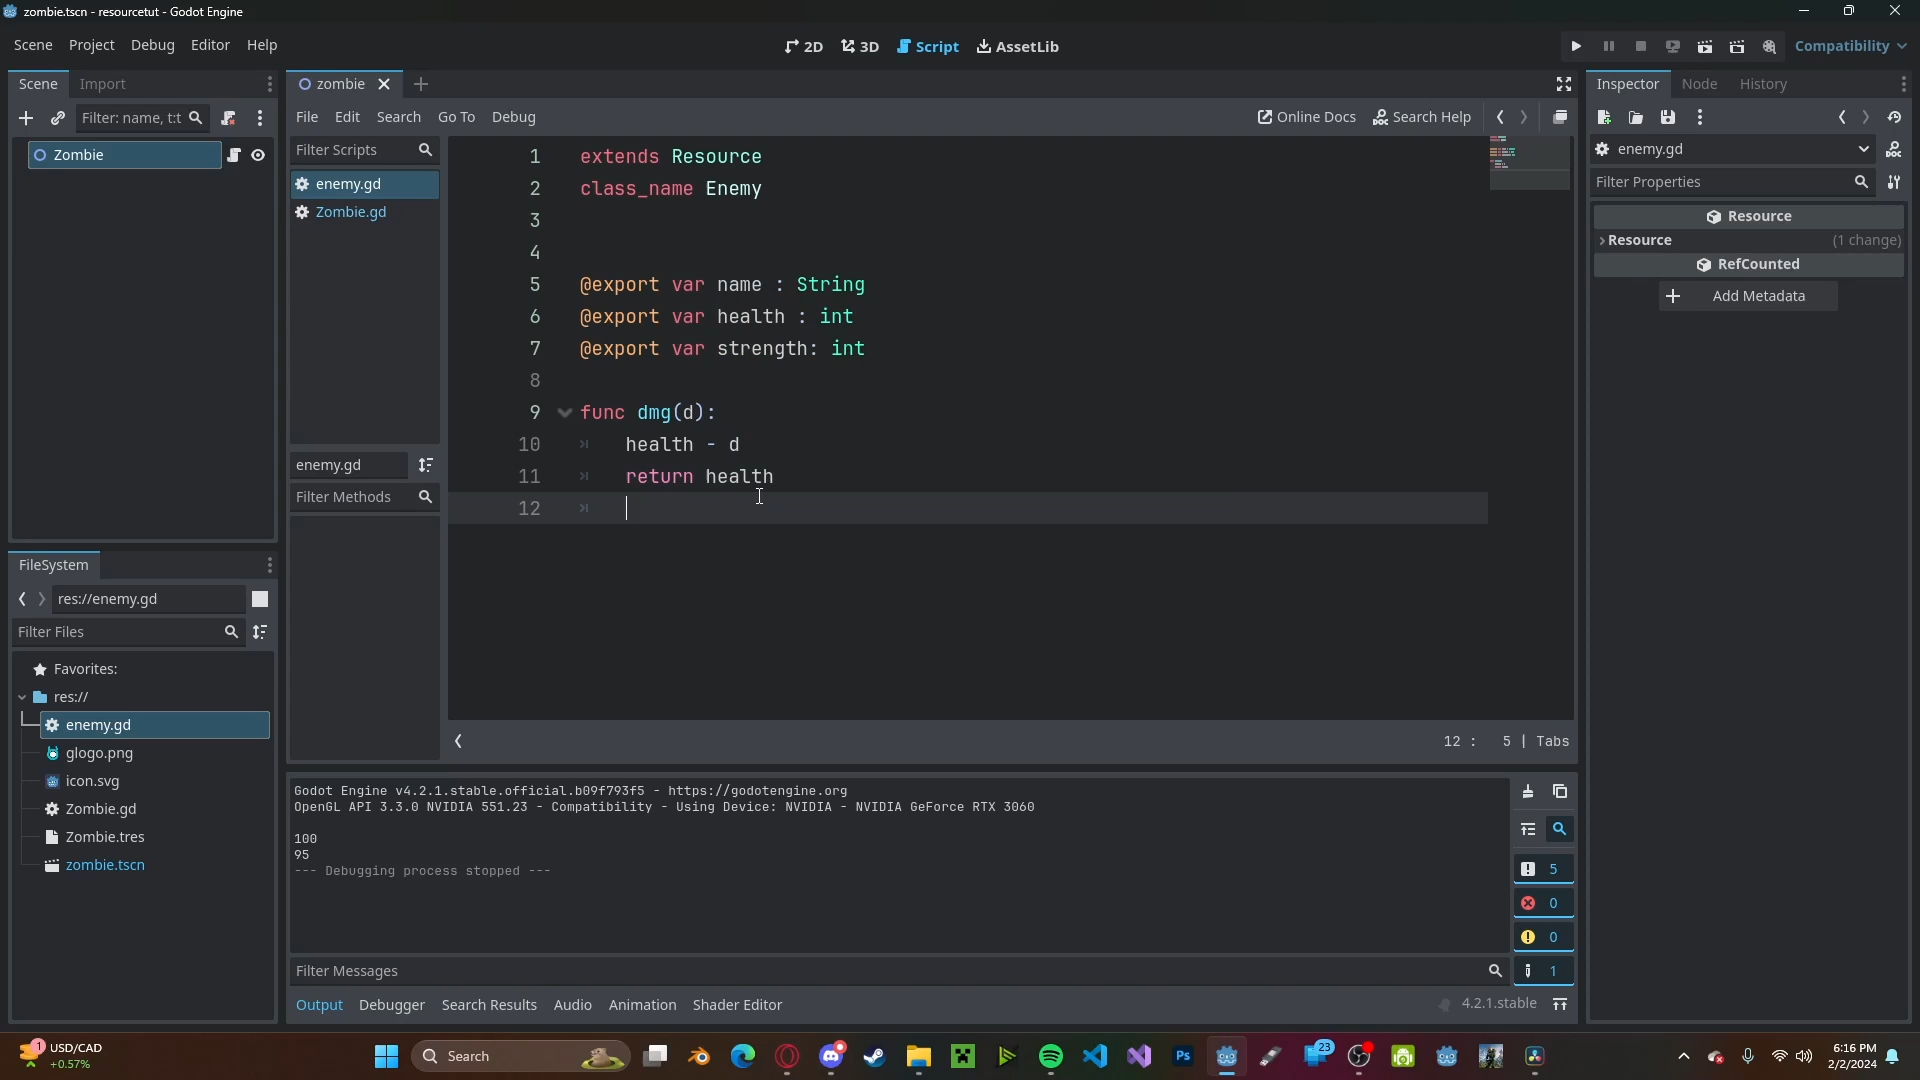 zombie.tscn - resourcetut - Godot Engine
Scene Project Debug Editor Help
2D 3D Script AssetLib
Compatibility
Scene Import
zombie
Inspector Node History
Filter: name, t:t
File Edit Search Go To Debug
Online Docs Search Help
Zombie
Filter Scripts
enemy.gd
Zombie.gd
enemy.gd
Filter Methods
1 extends Resource
2 class_name Enemy
3
4
5 @export var name : String
6 @export var health : int
7 @export var strength: int
8
9 func dmg(d):
10 health - d
11 return health
12
12 : 5 | Tabs
enemy.gd
Filter Properties
Resource
Resource (1 change)
RefCounted
Add Metadata
FileSystem
res://enemy.gd
Filter Files
Favorites:
res://
enemy.gd
glogo.png
icon.svg
Zombie.gd
Zombie.tres
zombie.tscn
Godot Engine v4.2.1.stable.official.b09f793f5 - https://godotengine.org
OpenGL API 3.3.0 NVIDIA 551.23 - Compatibility - Using Device: NVIDIA - NVIDIA GeForce RTX 3060
100
95
--- Debugging process stopped ---
5
0
0
1
Filter Messages
Output Debugger Search Results Audio Animation Shader Editor
4.2.1.stable
1
USD/CAD
+0.57%
Search
Ps
23
6:16 PM
2/2/2024